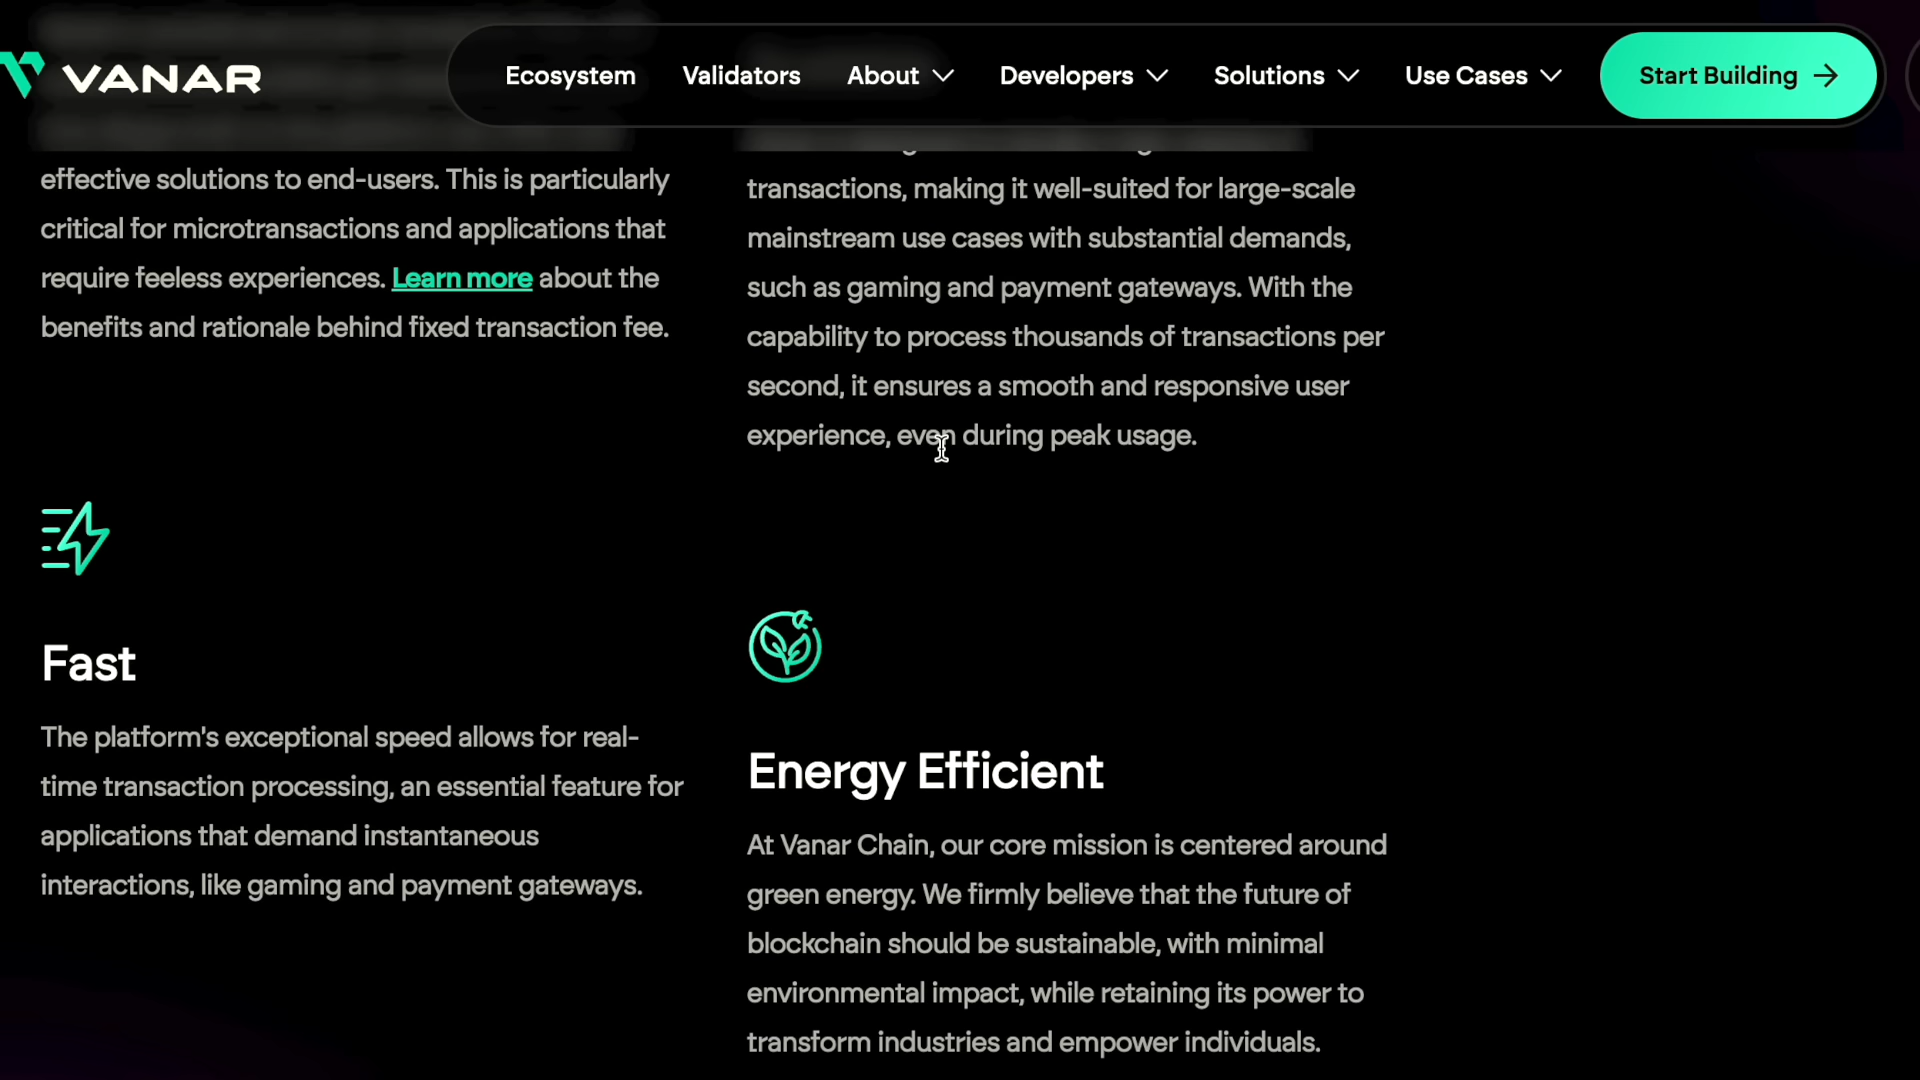 VANAR
Ecosystem
Validators
About
Developers
Solutions
Use Cases
Start Building
effective solutions to end-users. This is particularly
critical for microtransactions and applications that
require feeless experiences. Learn more about the
benefits and rationale behind fixed transaction fee.
transactions, making it well-suited for large-scale
mainstream use cases with substantial demands,
such as gaming and payment gateways. With the
capability to process thousands of transactions per
second, it ensures a smooth and responsive user
experience, even during peak usage.
Fast
The platform's exceptional speed allows for real-
time transaction processing, an essential feature for
applications that demand instantaneous
interactions, like gaming and payment gateways.
Energy Efficient
At Vanar Chain, our core mission is centered around
green energy. We firmly believe that the future of
blockchain should be sustainable, with minimal
environmental impact, while retaining its power to
transform industries and empower individuals.